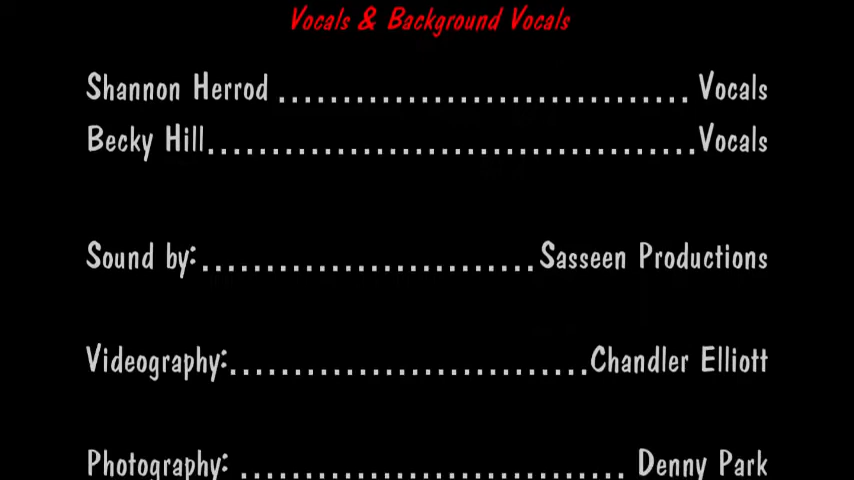 Vocals & Background Vocals
Shannon Herrod ................................ Vocals
Becky Hill......................................Vocals
Sound by:..........................Sasseen Productions
Videography:............................Chandler Elliott
Photography: .............................. Denny Park